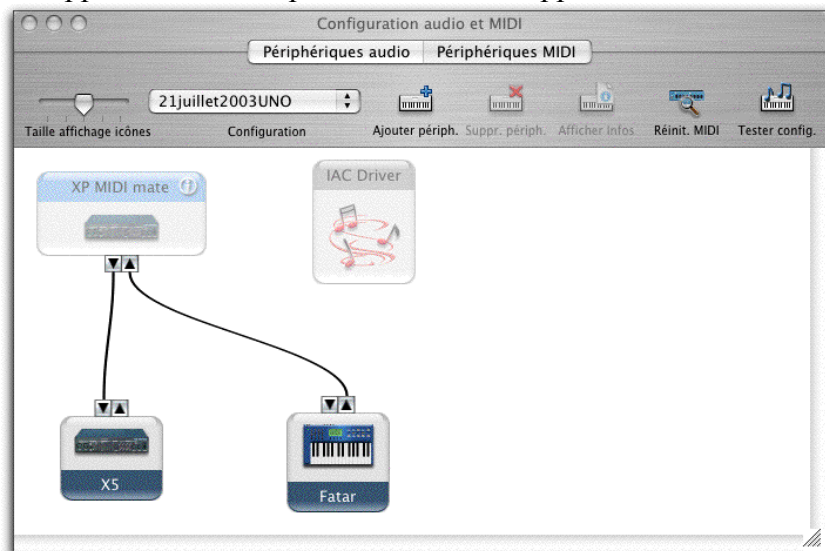 Configuration audio et MIDI
Périphériques audio Périphériques MIDI
21juillet2003UNO
Taille affichage icônes Configuration Ajouter périph. Suppr. périph. Afficher Infos Réinit. MIDI Tester config.
XP MIDI mate
IAC Driver
X5
Fatar